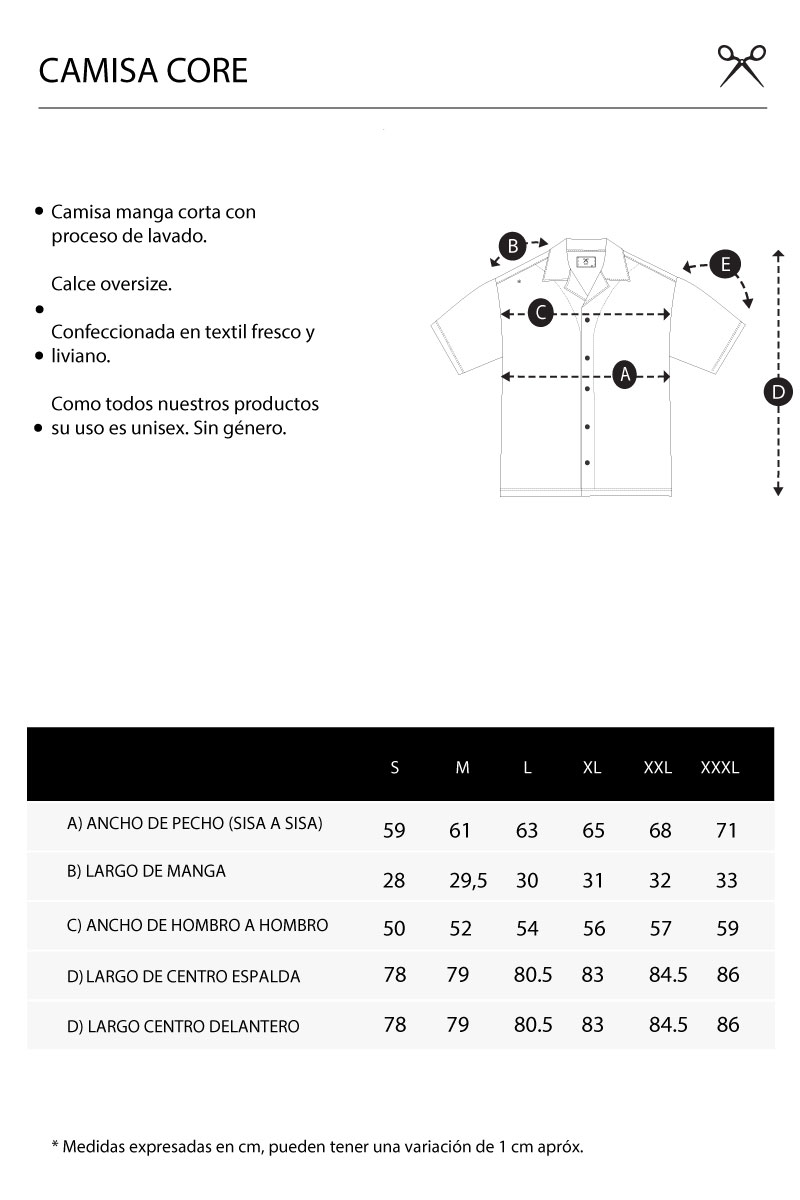 CAMISA CORE
Camisa manga corta con
proceso de lavado.
Calce oversize.
Confeccionada en textil fresco y
liviano.
Como todos nuestros productos
su uso es unisex. Sin género.
B
E
C
A
D
S M L XL XXL XXXL
A) ANCHO DE PECHO (SISA A SISA) 59 61 63 65 68 71
B) LARGO DE MANGA 28 29,5 30 31 32 33
C) ANCHO DE HOMBRO A HOMBRO 50 52 54 56 57 59
D) LARGO DE CENTRO ESPALDA 78 79 80.5 83 84.5 86
D) LARGO CENTRO DELANTERO 78 79 80.5 83 84.5 86
* Medidas expresadas en cm, pueden tener una variación de 1 cm apróx.